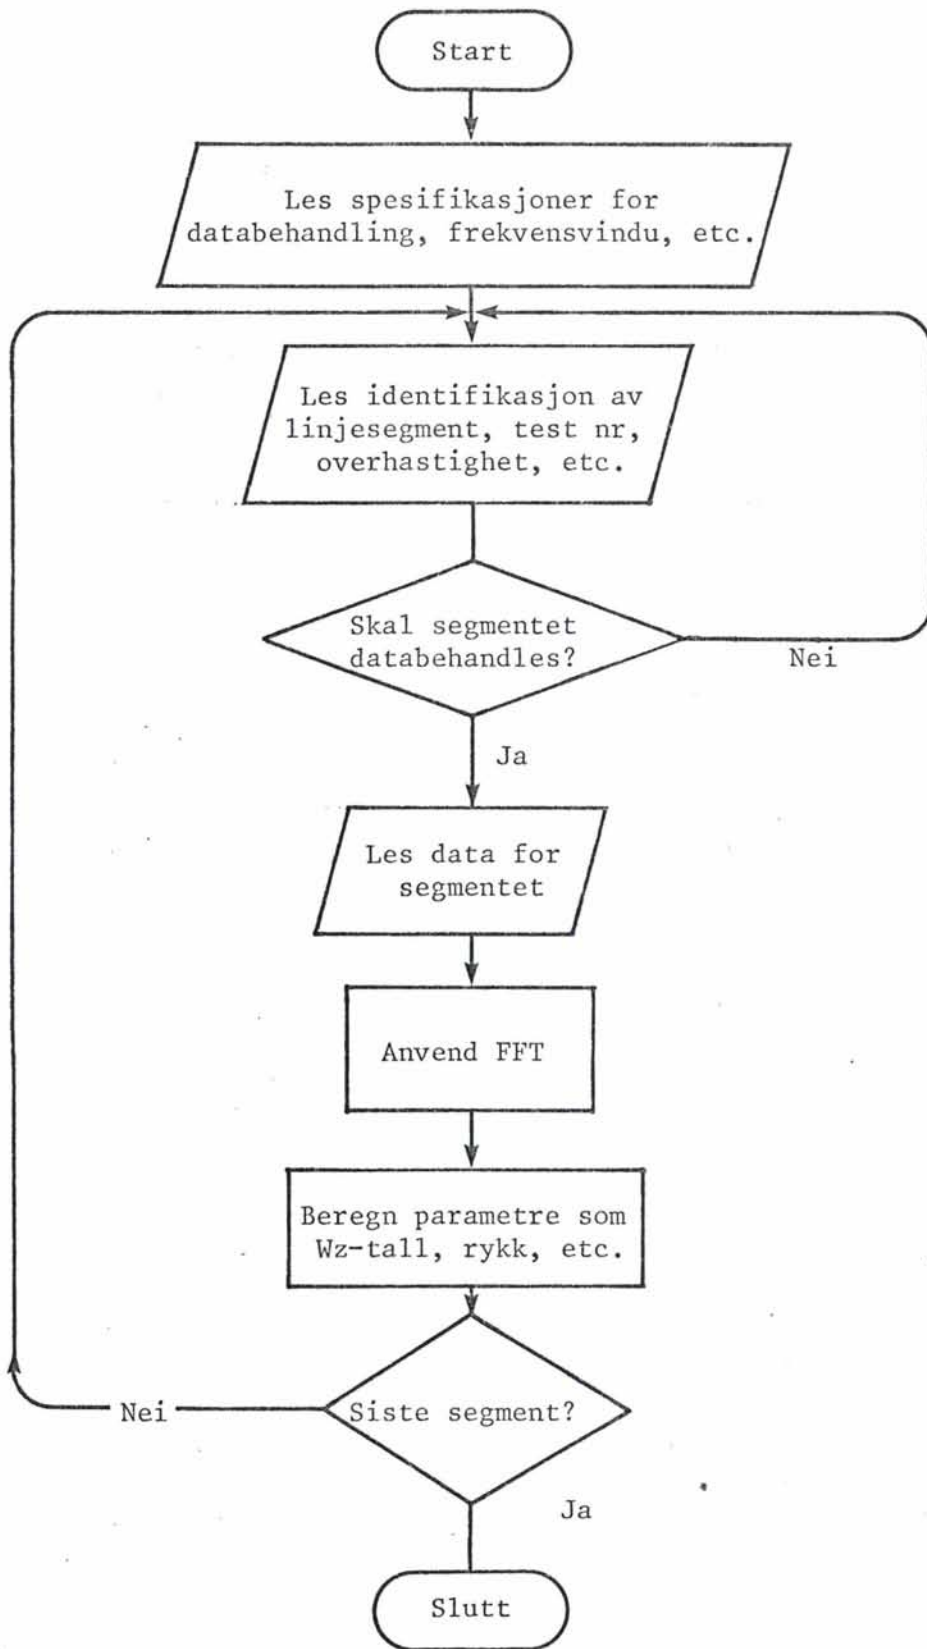 Start
Les spesifikasjoner for
databehandling, frekvensvindu, etc.
Les identifikasjon av
linjesegment, test nr,
overhastighet, etc.
Skal segmentet
databehandles?
Nei
Ja
Les data for
segmentet
Anvend FFT
Beregn parametre som
Wz-tall, rykk, etc.
Siste segment?
Nei
Ja
Slutt